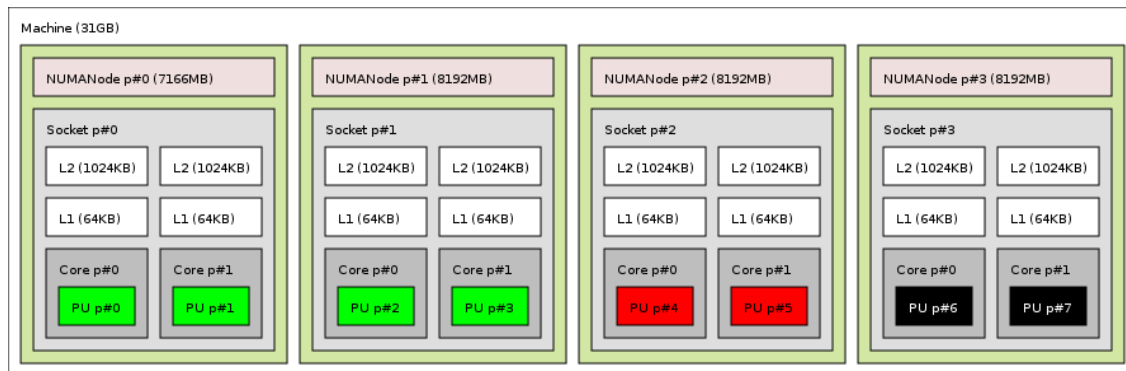 Machine (31GB)
NUMANode p#0 (7166MB)
Socket p#0
L2 (1024KB) L2 (1024KB)
L1 (64KB) L1 (64KB)
Core p#0 Core p#1
PU p#0 PU p#1
NUMANode p#1 (8192MB)
Socket p#1
L2 (1024KB) L2 (1024KB)
L1 (64KB) L1 (64KB)
Core p#0 Core p#1
PU p#2 PU p#3
NUMANode p#2 (8192MB)
Socket p#2
L2 (1024KB) L2 (1024KB)
L1 (64KB) L1 (64KB)
Core p#0 Core p#1
PU p#4 PU p#5
NUMANode p#3 (8192MB)
Socket p#3
L2 (1024KB) L2 (1024KB)
L1 (64KB) L1 (64KB)
Core p#0 Core p#1
PU p#6 PU p#7